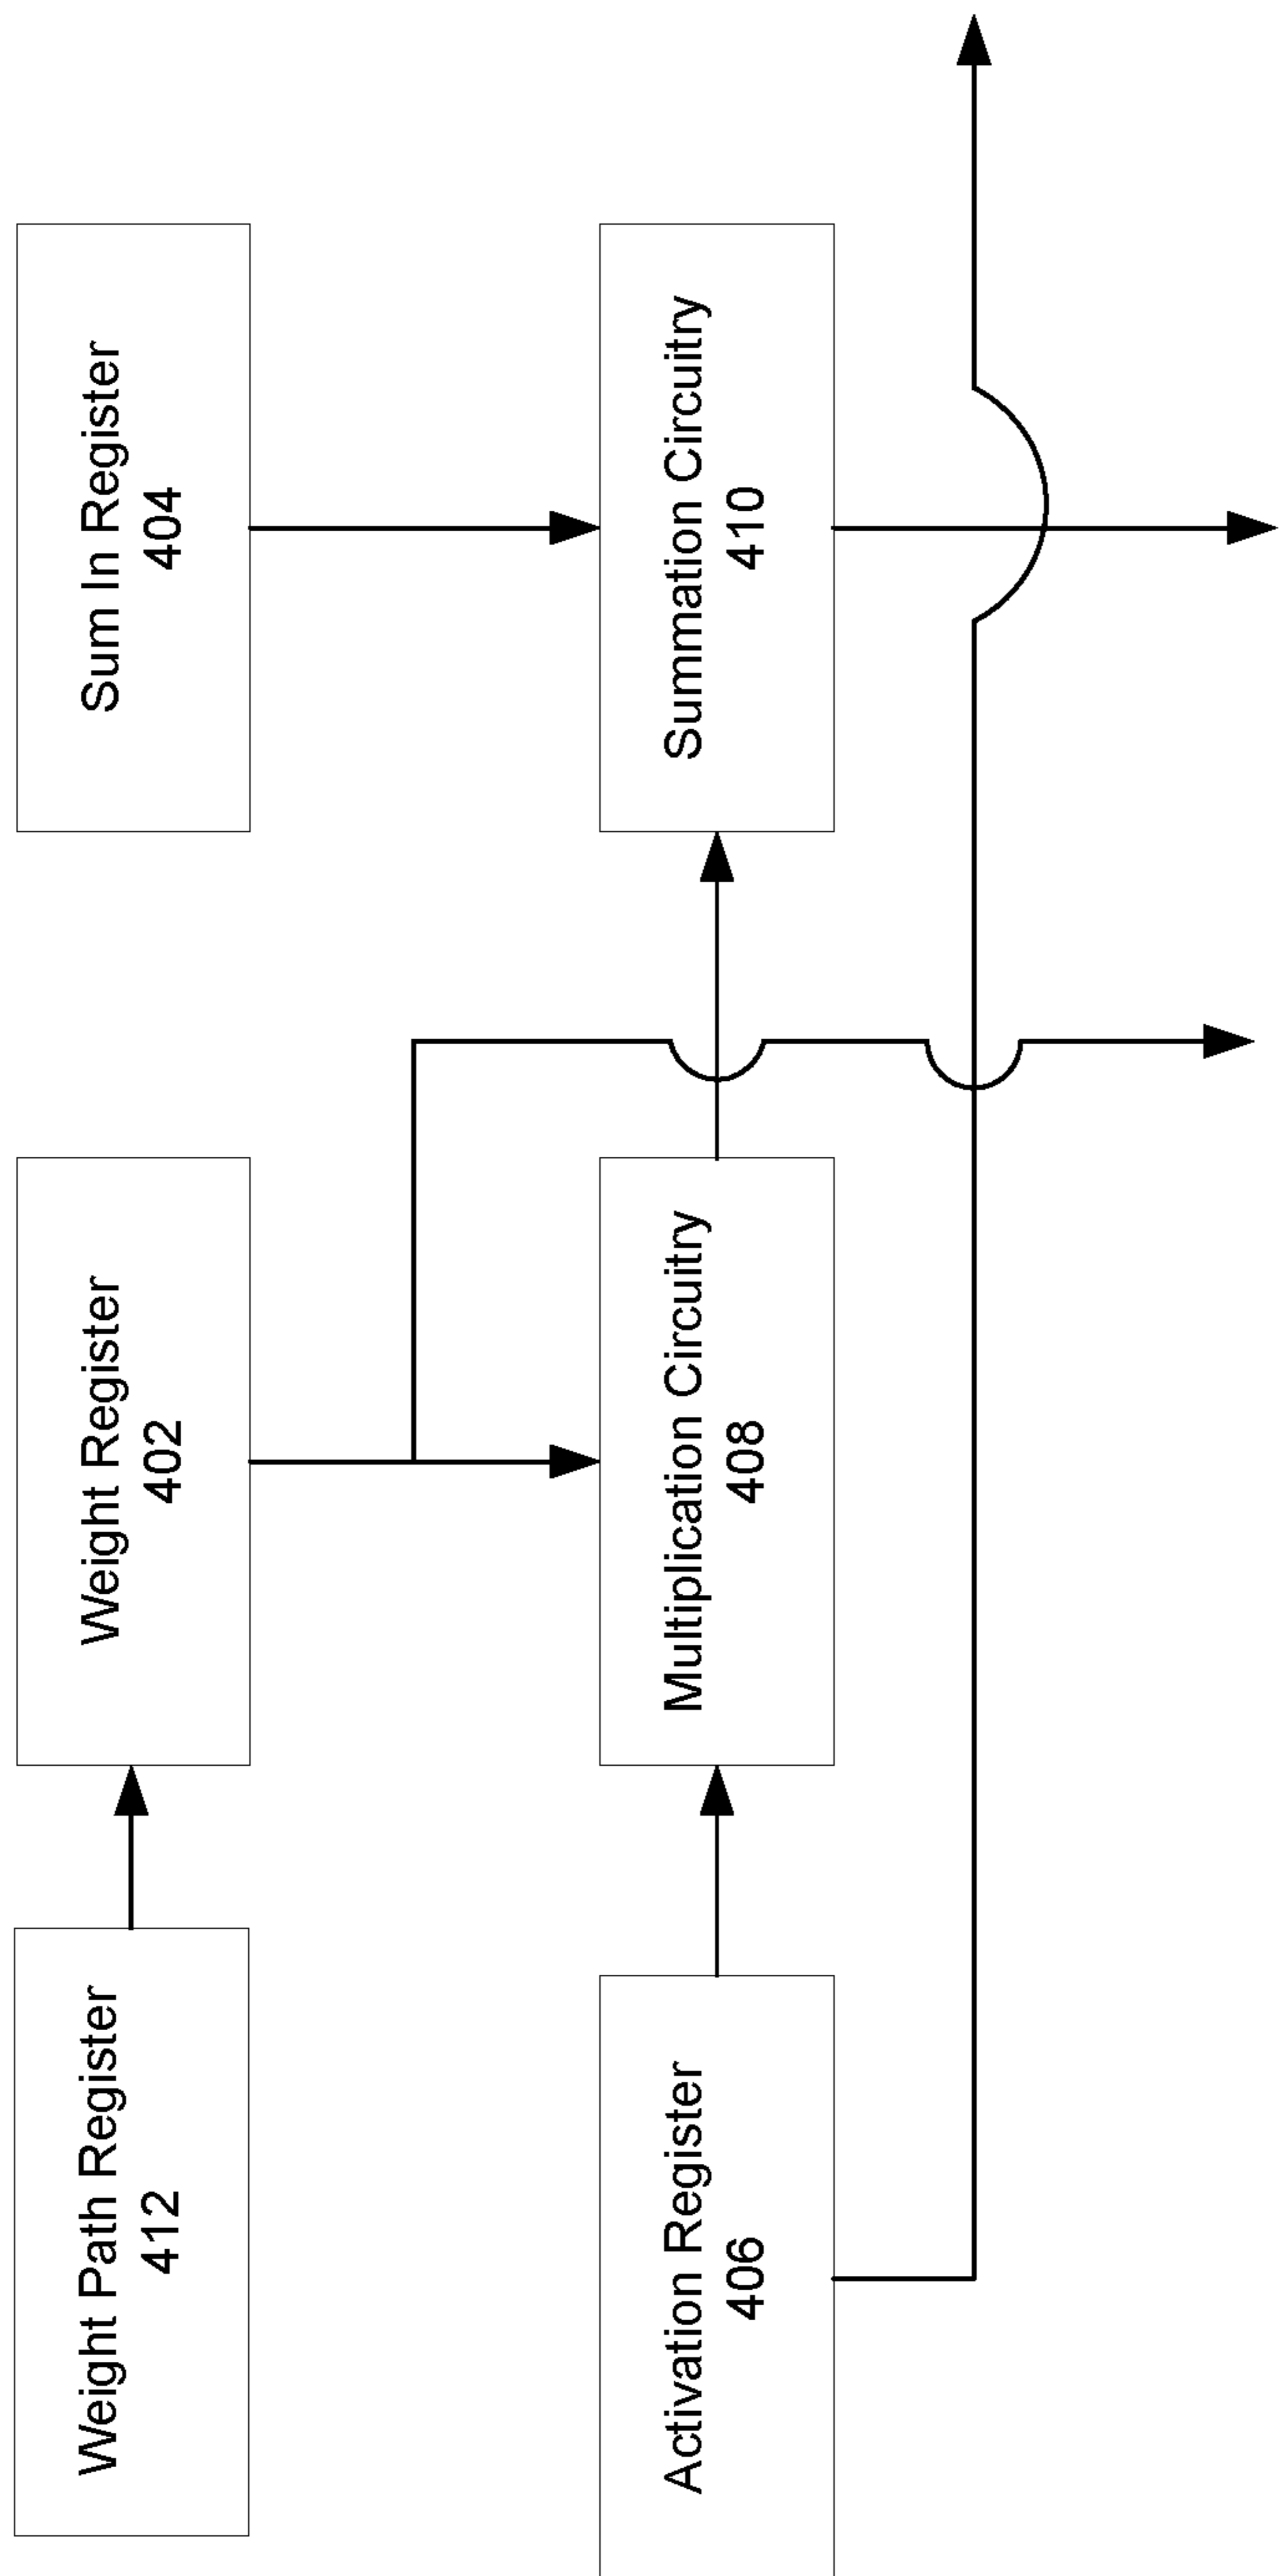 Weight Path Register
412
Weight Register
402
Sum In Register
404
Activation Register
406
Multiplication Circuitry
408
Summation Circuitry
410